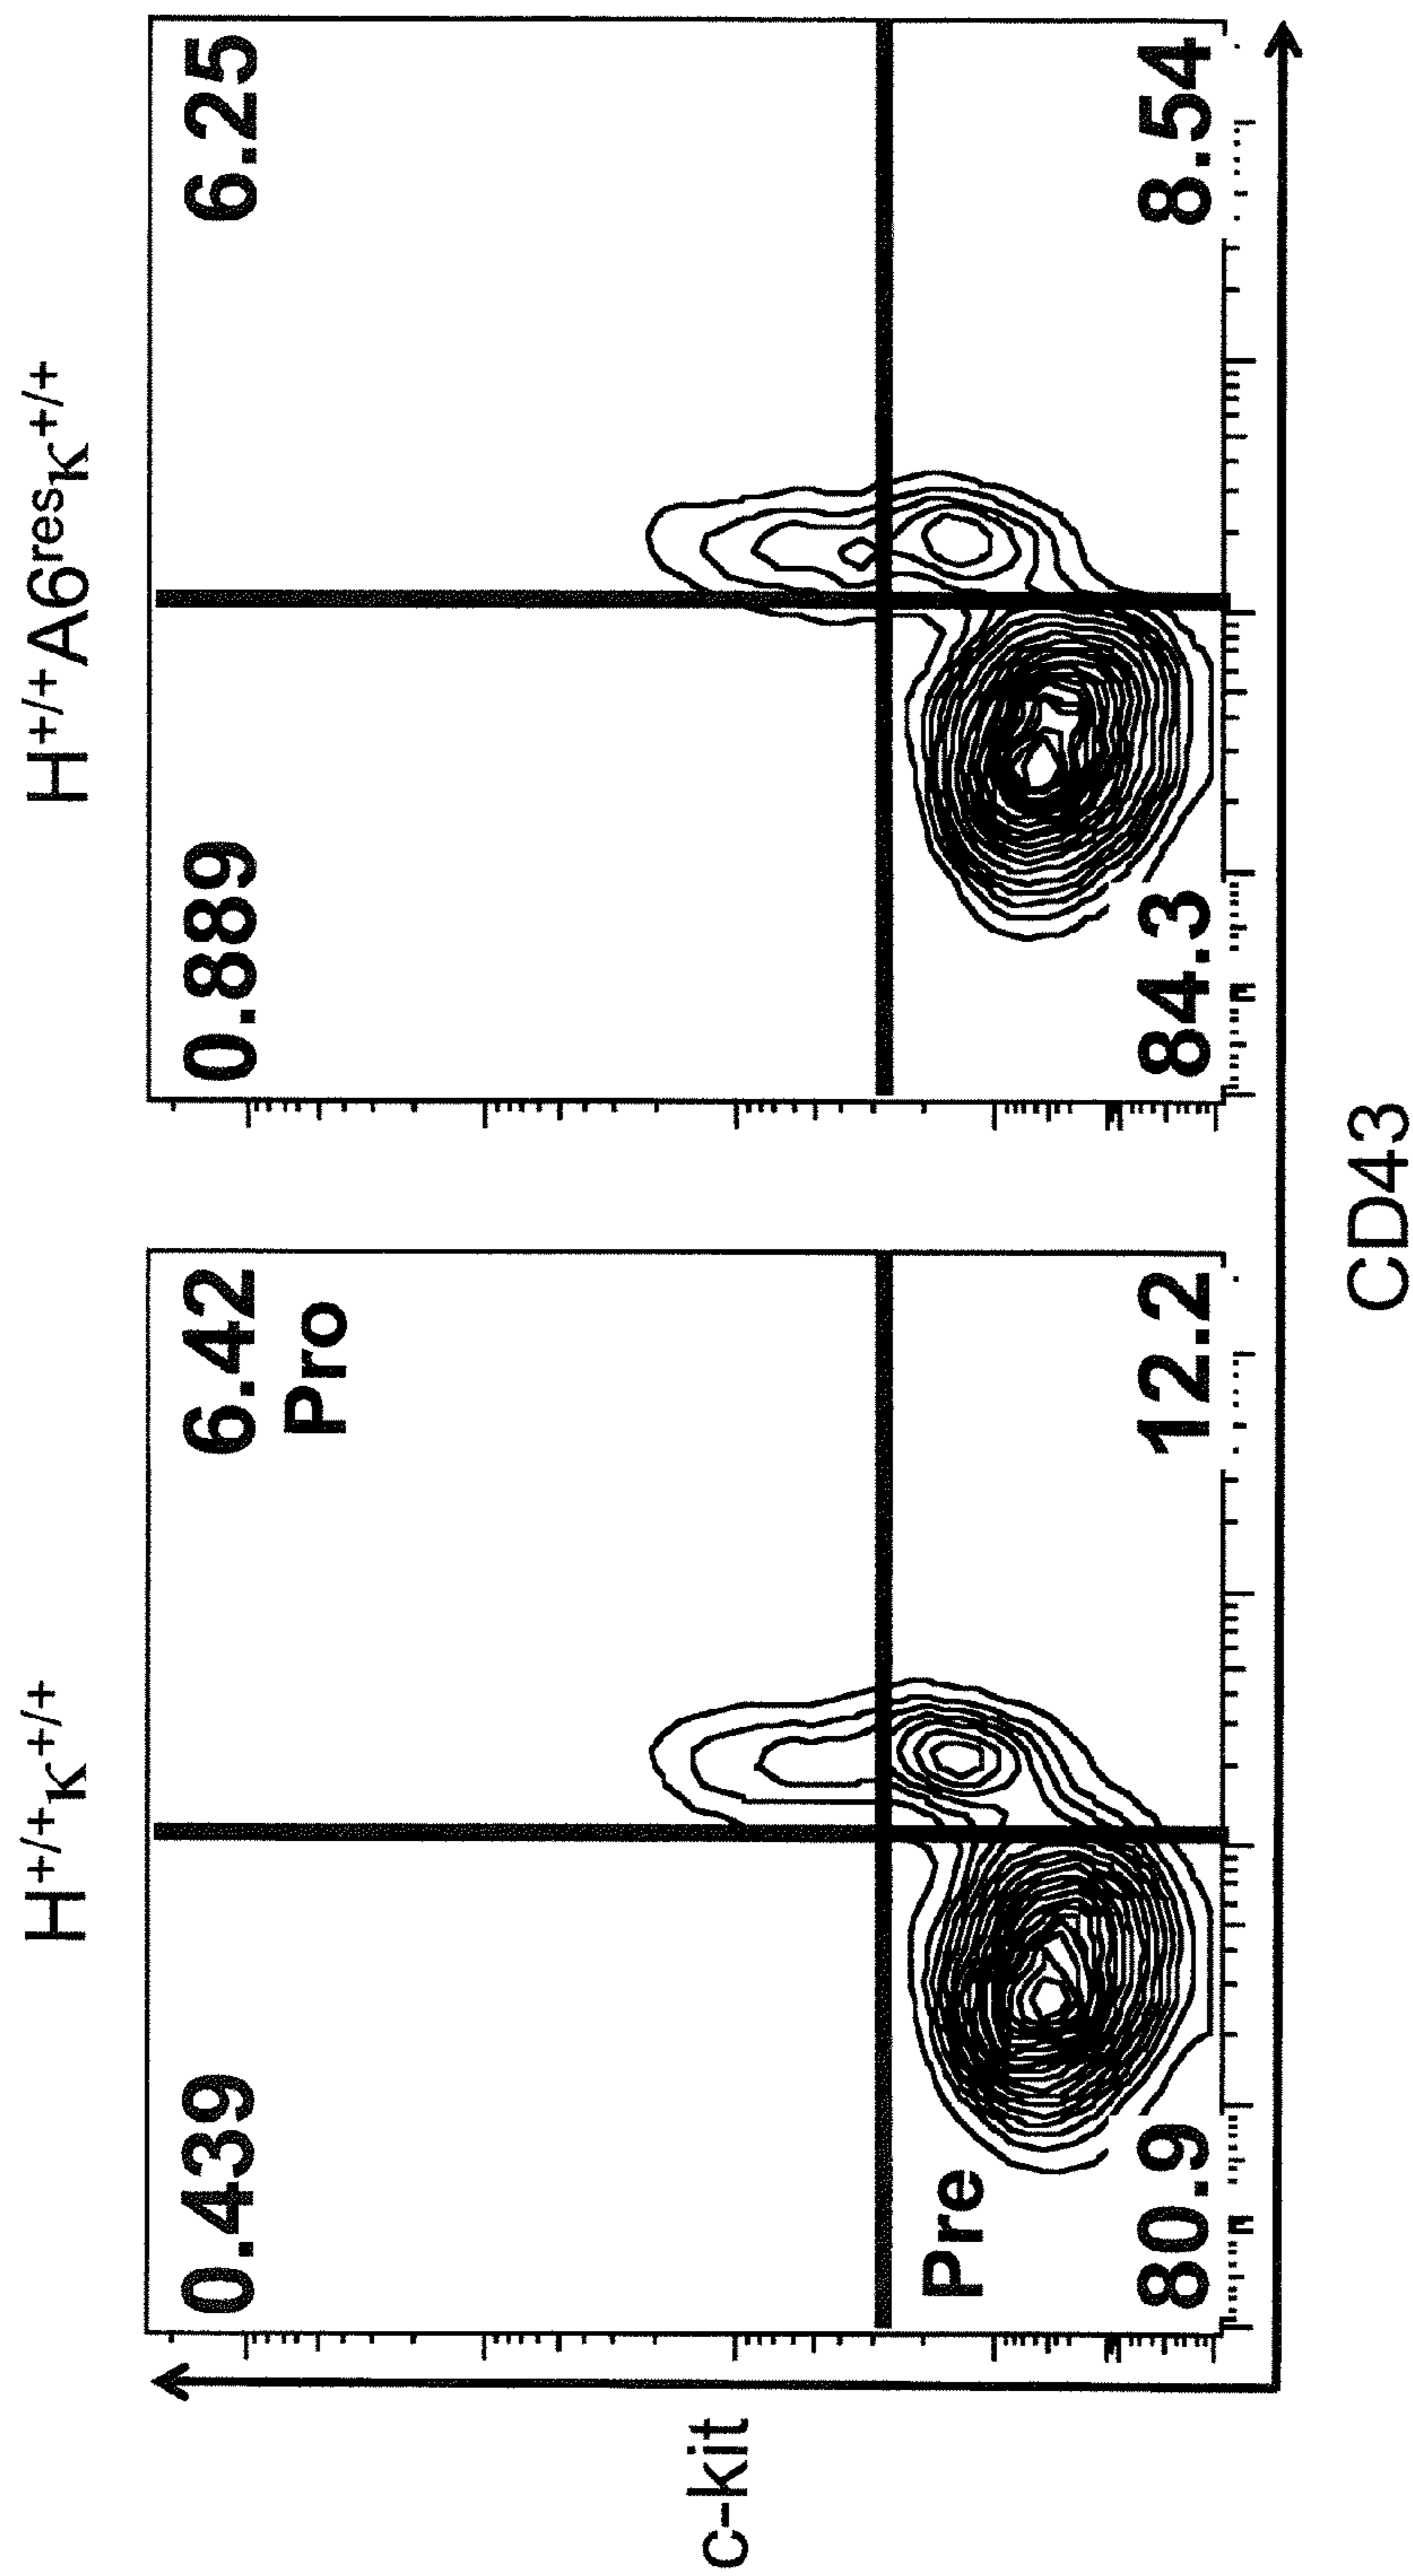 H+/+κ+/+
H+/+A6resκ+/+
0.439
6.42
Pro
0.889
6.25
c-kit
Pre
80.9
12.2
84.3
8.54
CD43